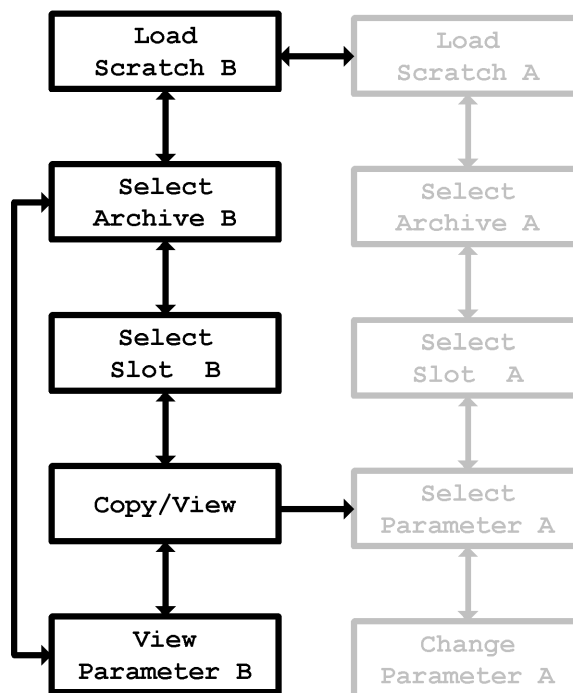 Load
Scratch B
Load
Scratch A
Select
Archive B
Select
Archive A
Select
Slot  B
Select
Slot  A
Copy/View
Select
Parameter A
View
Parameter B
Change
Parameter A